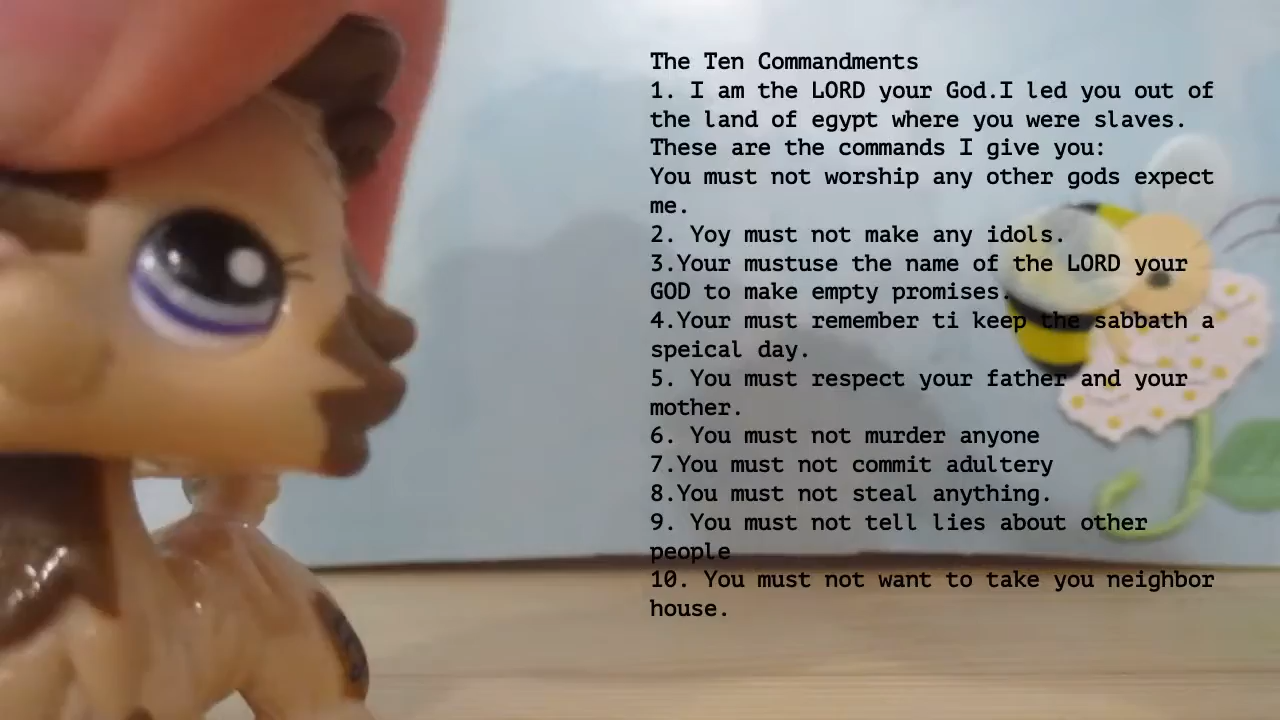 The Ten Commandments
1. I am the LORD your God.I led you out of
the land of egypt where you were slaves.
These are the commands I give you:
You must not worship any other gods expect
me.
2. Yoy must not make any idols.
3.Your mustuse the name of the LORD your
GOD to make empty promises.
4.Your must remember ti keep the sabbath a
speical day.
5. You must respect your father and your
mother.
6. You must not murder anyone
7.You must not commit adultery
8.You must not steal anything.
9. You must not tell lies about other
people
10. You must not want to take you neighbor
house.